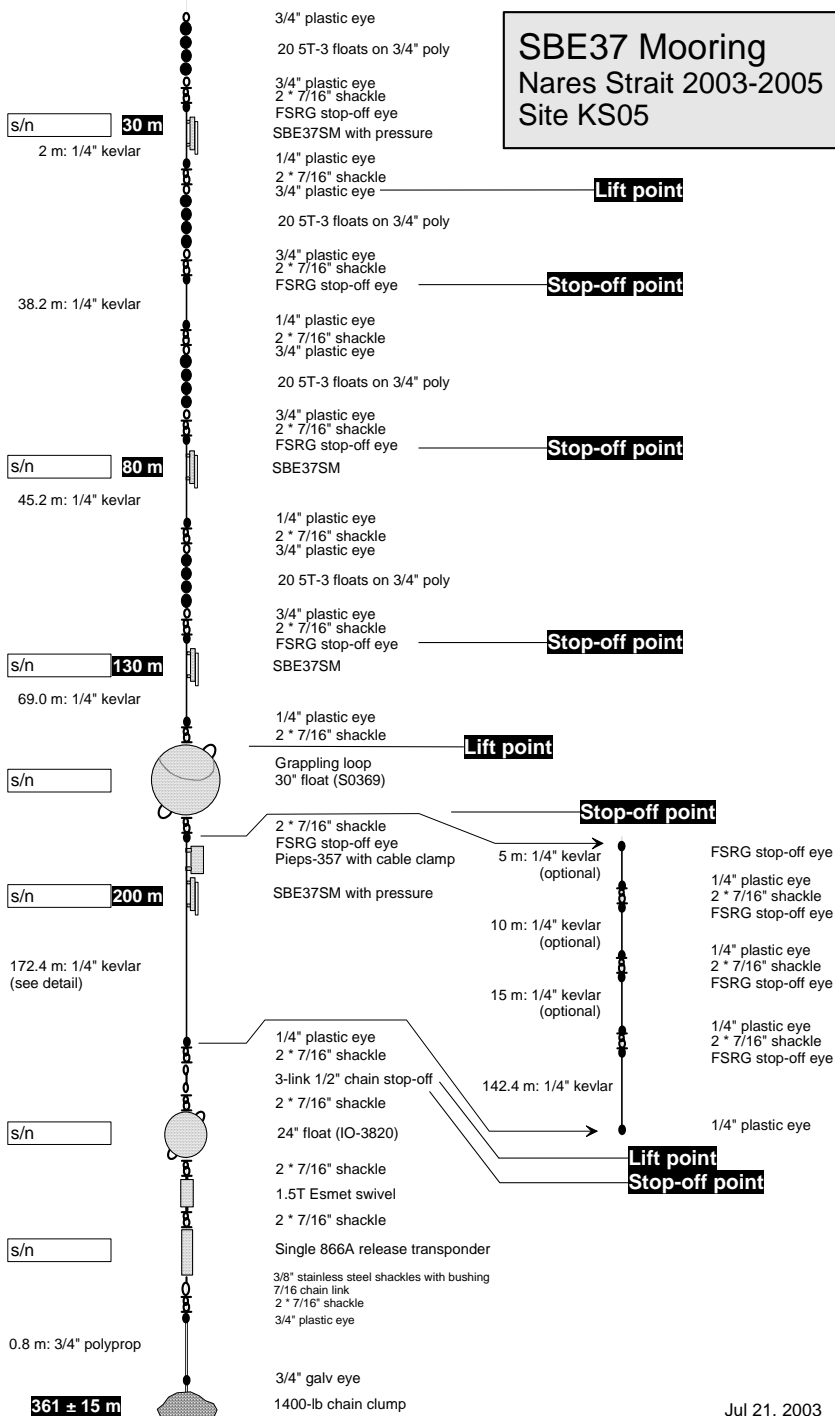 SBE37 Mooring
Nares Strait 2003-2005
Site KS05
3/4" plastic eye
20 5T-3 floats on 3/4" poly
3/4" plastic eye
2 * 7/16" shackle
FSRG stop-off eye
s/n
30 m
SBE37SM with pressure
2 m: 1/4" kevlar
1/4" plastic eye
2 * 7/16" shackle
3/4" plastic eye
Lift point
20 5T-3 floats on 3/4" poly
3/4" plastic eye
2 * 7/16" shackle
FSRG stop-off eye
Stop-off point
38.2 m: 1/4" kevlar
1/4" plastic eye
2 * 7/16" shackle
3/4" plastic eye
20 5T-3 floats on 3/4" poly
3/4" plastic eye
2 * 7/16" shackle
FSRG stop-off eye
Stop-off point
s/n
80 m
SBE37SM
45.2 m: 1/4" kevlar
1/4" plastic eye
2 * 7/16" shackle
3/4" plastic eye
20 5T-3 floats on 3/4" poly
3/4" plastic eye
2 * 7/16" shackle
FSRG stop-off eye
Stop-off point
s/n
130 m
SBE37SM
69.0 m: 1/4" kevlar
1/4" plastic eye
2 * 7/16" shackle
Lift point
Grappling loop
s/n
30" float (S0369)
Stop-off point
2 * 7/16" shackle
FSRG stop-off eye
Pieps-357 with cable clamp
s/n
200 m
SBE37SM with pressure
172.4 m: 1/4" kevlar
(see detail)
5 m: 1/4" kevlar
(optional)
10 m: 1/4" kevlar
(optional)
15 m: 1/4" kevlar
(optional)
142.4 m: 1/4" kevlar
FSRG stop-off eye
1/4" plastic eye
2 * 7/16" shackle
FSRG stop-off eye
1/4" plastic eye
2 * 7/16" shackle
FSRG stop-off eye
1/4" plastic eye
2 * 7/16" shackle
FSRG stop-off eye
1/4" plastic eye
1/4" plastic eye
2 * 7/16" shackle
3-link 1/2" chain stop-off
2 * 7/16" shackle
s/n
24" float (IO-3820)
Lift point
Stop-off point
2 * 7/16" shackle
1.5T Esmet swivel
2 * 7/16" shackle
s/n
Single 866A release transponder
3/8" stainless steel shackles with bushing
7/16 chain link
2 * 7/16" shackle
3/4" plastic eye
0.8 m: 3/4" polyprop
3/4" galv eye
361 ± 15 m
1400-lb chain clump
Jul 21, 2003